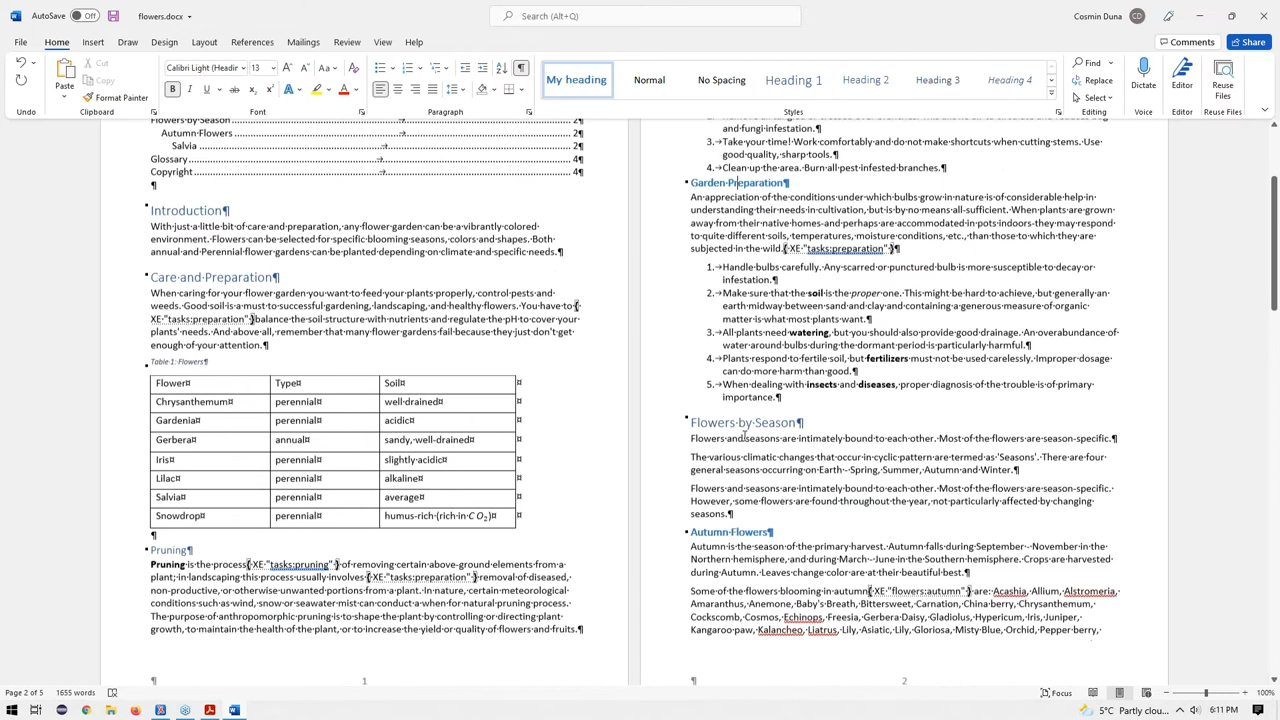 AutoSave Off flowers.docx Search (Alt+Q) Cosmin Duna CD
File Home Insert Draw Design Layout References Mailings Review View Help Comments Share
Calibri Light (Headir 13 Aa My heading Normal No Spacing Heading 1 Heading 2 Heading 3 Heading 4
Cut Copy Format Painter Paste
B I U ab x₂ x² A A
Find Replace Select Dictate Editor Reuse Files
Undo Clipboard Font Paragraph Styles Editing Voice Editor Reuse Files
Flowers·by·Season 2¶
Autumn·Flowers 2¶
Salvia 2¶
Glossary 4¶
Copyright 4¶
¶
Introduction¶
With·just·a·little·bit·of·care·and·preparation,·any·flower·garden·can·be·a·vibrantly·colored·
environment.·Flowers·can·be·selected·for·specific·blooming·seasons,·colors·and·shapes.·Both·
annual·and·Perennial·flower·gardens·can·be·planted·depending·on·climate·and·specific·needs.¶
Care·and·Preparation¶
When·caring·for·your·flower·garden·you·want·to·feed·your·plants·properly,·control·pests·and·
weeds.·Good·soil·is·a·must·to·successful·gardening,·landscaping,·and·healthy·flowers.·You·have·to·{·
XE·"tasks:preparation"·}balance·the·soil·structure·with·nutrients·and·regulate·the·pH·to·cover·your·
plants'·needs.·And·above·all,·remember·that·many·flower·gardens·fail·because·they·just·don't·get·
enough·of·your·attention.¶
Table·1:·Flowers¶
Flower¤ Type¤ Soil¤ ¤
Chrysanthemum¤ perennial¤ well·drained¤ ¤
Gardenia¤ perennial¤ acidic¤ ¤
Gerbera¤ annual¤ sandy,·well-drained¤ ¤
Iris¤ perennial¤ slightly·acidic¤ ¤
Lilac¤ perennial¤ alkaline¤ ¤
Salvia¤ perennial¤ average¤ ¤
Snowdrop¤ perennial¤ humus-rich·(rich·in·C O₂)¤ ¤
¶
Pruning¶
Pruning·is·the·process{·XE·"tasks:pruning"·}·of·removing·certain·above-ground·elements·from·a·
plant;·in·landscaping·this·process·usually·involves·{·XE·"tasks:preparation"·}·removal·of·diseased,·
non-productive,·or·otherwise·unwanted·portions·from·a·plant.·In·nature,·certain·meteorological·
conditions·such·as·wind,·snow·or·seawater·mist·can·conduct·a·when·for·natural·pruning·process.·
The·purpose·of·anthropomorphic·pruning·is·to·shape·the·plant·by·controlling·or·directing·plant·
growth,·to·maintain·the·health·of·the·plant,·or·to·increase·the·yield·or·quality·of·flowers·and·fruits.¶
¶ 1
and·fungi·infestation.¶
3.→Take·your·time!·Work·comfortably·and·do·not·make·shortcuts·when·cutting·stems.·Use·
good·quality,·sharp·tools.¶
4.→Clean·up·the·area.·Burn·all·pest·infested·branches.¶
Garden·Preparation¶
An·appreciation·of·the·conditions·under·which·bulbs·grow·in·nature·is·of·considerable·help·in·
understanding·their·needs·in·cultivation,·but·is·by·no·means·all-sufficient.·When·plants·are·grown·
away·from·their·native·homes·and·perhaps·are·accommodated·in·pots·indoors·they·may·respond·
to·quite·different·soils,·temperatures,·moisture·conditions,·etc.,·than·those·to·which·they·are·
subjected·in·the·wild.{·XE·"tasks:preparation"·}¶
1.→Handle·bulbs·carefully.·Any·scarred·or·punctured·bulb·is·more·susceptible·to·decay·or·
infestation.¶
2.→Make·sure·that·the·soil·is·the·proper·one.·This·might·be·hard·to·achieve,·but·generally·an·
earth·midway·between·sand·and·clay·and·containing·a·generous·measure·of·organic·
matter·is·what·most·plants·want.¶
3.→All·plants·need·watering,·but·you·should·also·provide·good·drainage.·An·overabundance·of·
water·around·bulbs·during·the·dormant·period·is·particularly·harmful.¶
4.→Plants·respond·to·fertile·soil,·but·fertilizers·must·not·be·used·carelessly.·Improper·dosage·
can·do·more·harm·than·good.¶
5.→When·dealing·with·insects·and·diseases,·proper·diagnosis·of·the·trouble·is·of·primary·
importance.¶
Flowers·by·Season¶
Flowers·and·seasons·are·intimately·bound·to·each·other.·Most·of·the·flowers·are·season-specific.¶
The·various·climatic·changes·that·occur·in·cyclic·pattern·are·termed·as·'Seasons'.·There·are·four·
general·seasons·occurring·on·Earth·-·Spring,·Summer,·Autumn·and·Winter.¶
Flowers·and·seasons·are·intimately·bound·to·each·other.·Most·of·the·flowers·are·season-specific.·
However,·some·flowers·are·found·throughout·the·year,·not·particularly·affected·by·changing·
seasons.¶
Autumn·Flowers¶
Autumn·is·the·season·of·the·primary·harvest.·Autumn·falls·during·September·-·November·in·the·
Northern·hemisphere,·and·during·March·-·June·in·the·Southern·hemisphere.·Crops·are·harvested·
during·Autumn.·Leaves·change·color·are·at·their·beautiful·best.¶
Some·of·the·flowers·blooming·in·autumn{·XE·"flowers:autumn"·}·are:·Acashia,·Allium,·Alstromeria,·
Amaranthus,·Anemone,·Baby's·Breath,·Bittersweet,·Carnation,·China·berry,·Chrysanthemum,·
Cockscomb,·Cosmos,·Echinops,·Freesia,·Gerbera·Daisy,·Gladiolus,·Hypericum,·Iris,·Juniper,·
Kangaroo·paw,·Kalancheo,·Liatrus,·Lily,·Asiatic,·Lily,·Gloriosa,·Misty·Blue,·Orchid,·Pepper·berry,·
¶ 2
Page 2 of 5 1655 words Focus 100%
5°C Partly clou... 6:11 PM